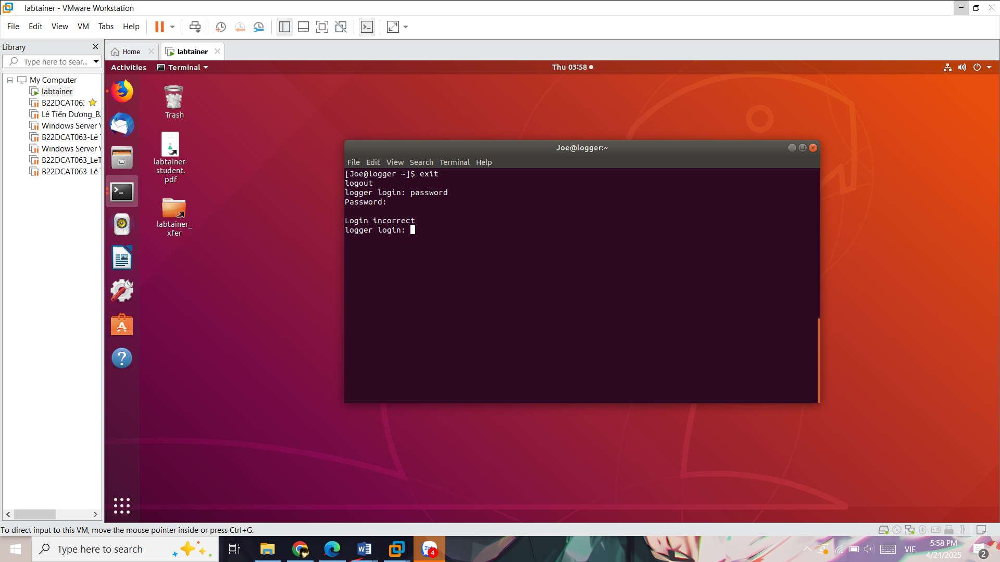 labtainer - VMware Workstation
File Edit View VM Tabs Help
Library
Type here to sear...
Home
labtainer
My Computer
labtainer
B22DCAT06:
Lê Tiến Dương_B
Windows Server
B22DCAT063-Lê
Windows Server
B22DCAT063_LeT
B22DCAT063-Lê
Activities
Terminal
Thu 03:58
Trash
labtainer-
student.
pdf
labtainer_
xfer
Joe@logger:~
File Edit View Search Terminal Help
[Joe@logger ~]$ exit
logout
logger login: password
Password:
Login incorrect
logger login:
To direct input to this VM, move the mouse pointer inside or press Ctrl+G.
Type here to search
4
VIE
5:58 PM
4/24/2025
2